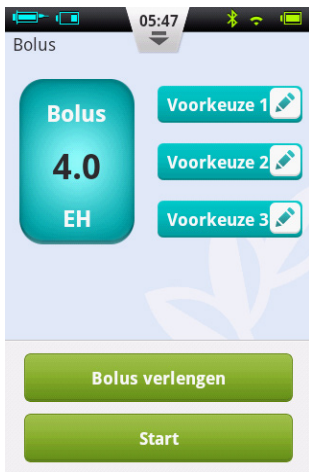 05:47
Bolus
Bolus
4.0
EH
Voorkeuze 1
Voorkeuze 2
Voorkeuze 3
Bolus verlengen
Start